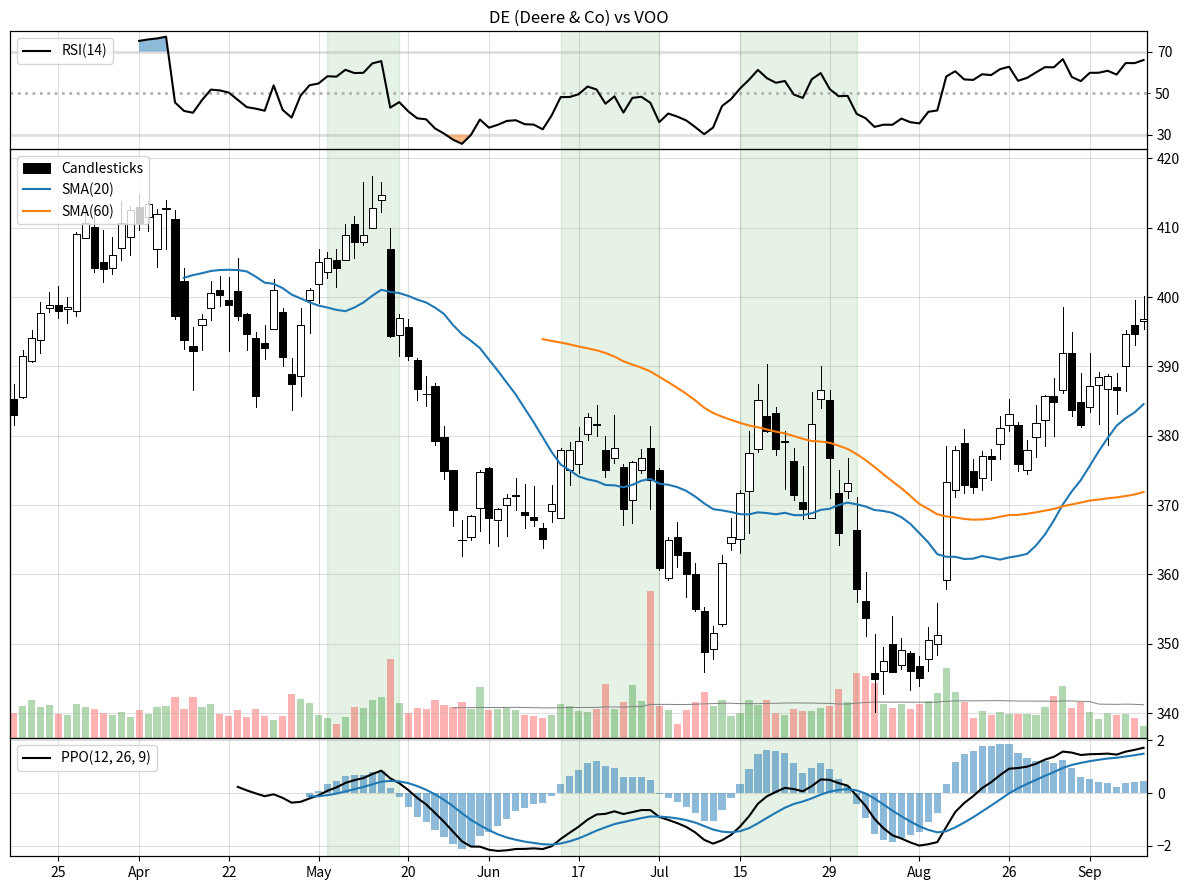 DE (Deere & Co) vs VOO
RSI(14)
70
50
30
Candlesticks
SMA(20)
SMA(60)
420
410
400
390
380
370
360
350
340
PPO(12, 26, 9)
2
0
−2
25 Apr 22 May 20 Jun 17 Jul 15 29 Aug 26 Sep